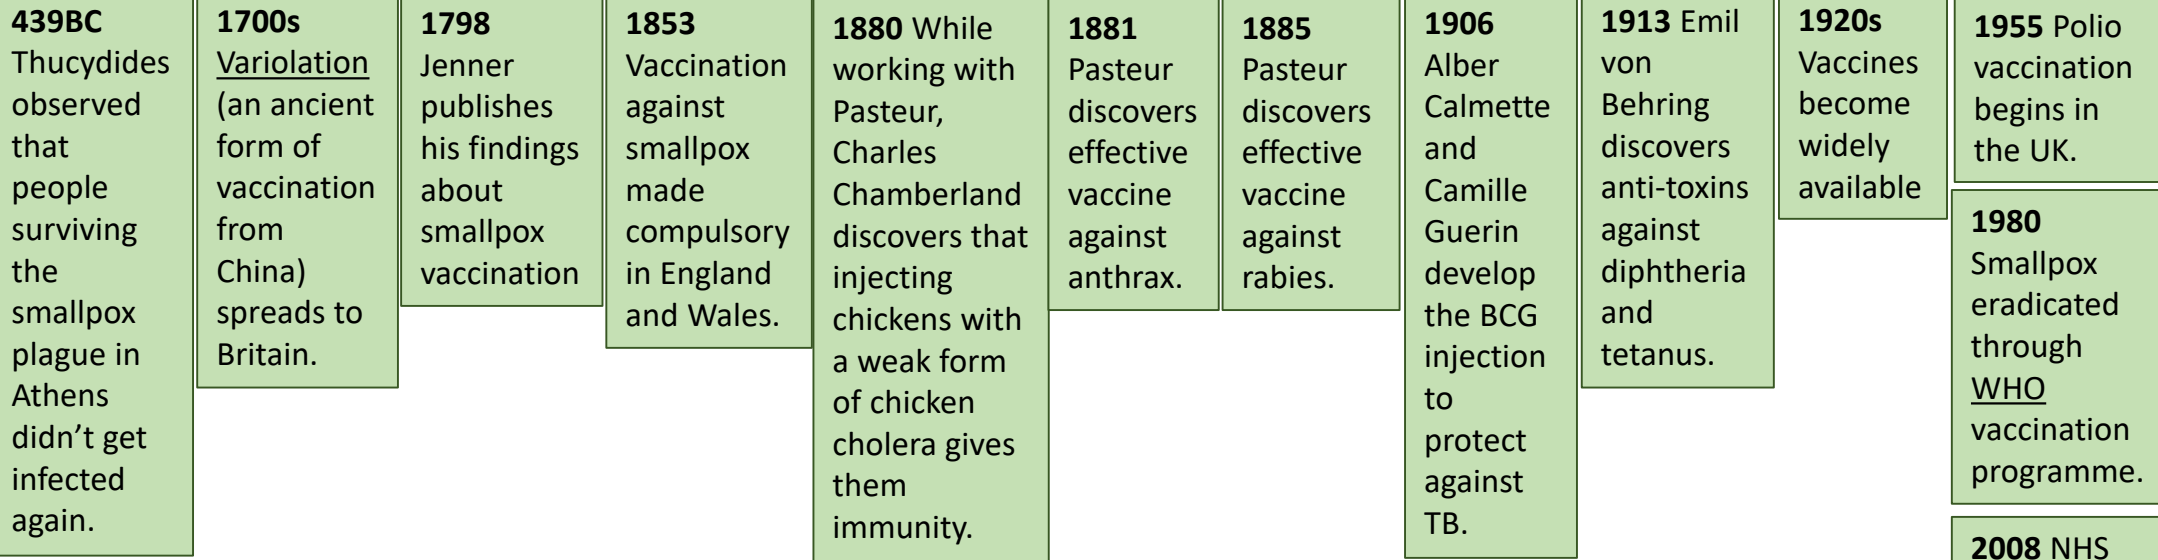 439BC
Thucydides
observed
that
people
surviving
the
smallpox
plague in
Athens
didn’t get
infected
again.
1700s
Variolation
(an ancient
form of
vaccination
from
China)
spreads to
Britain.
1798
Jenner
publishes
his findings
about
smallpox
vaccination
1853
Vaccination
against
smallpox
made
compulsory
in England
and Wales.
1880 While
working with
Pasteur,
Charles
Chamberland
discovers that
injecting
chickens with
a weak form
of chicken
cholera gives
them
immunity.
1881
Pasteur
discovers
effective
vaccine
against
anthrax.
1885
Pasteur
discovers
effective
vaccine
against
rabies.
1906
Alber
Calmette
and
Camille
Guerin
develop
the BCG
injection
to
protect
against
TB.
1913 Emil
von
Behring
discovers
anti-toxins
against
diphtheria
and
tetanus.
1920s
Vaccines
become
widely
available
1955 Polio
vaccination
begins in
the UK.
1980
Smallpox
eradicated
through
WHO
vaccination
programme.
2008 NHS